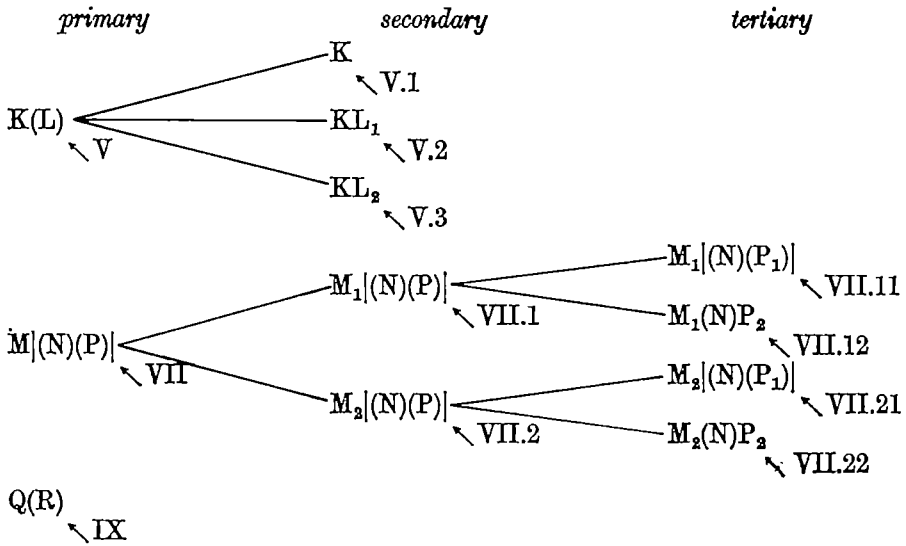 primary secondary tertiary
K
V.1
K(L) KL₁
V V.2
KL₂
V.3
M₁|(N)(P₁)|
M₁|(N)(P)| VII.11
VII.1 M₁(N)P₂
M|(N)(P)| VII.12
VII M₂|(N)(P₁)|
M₂|(N)(P)| VII.21
VII.2 M₂(N)P₂
VII.22
Q(R)
IX